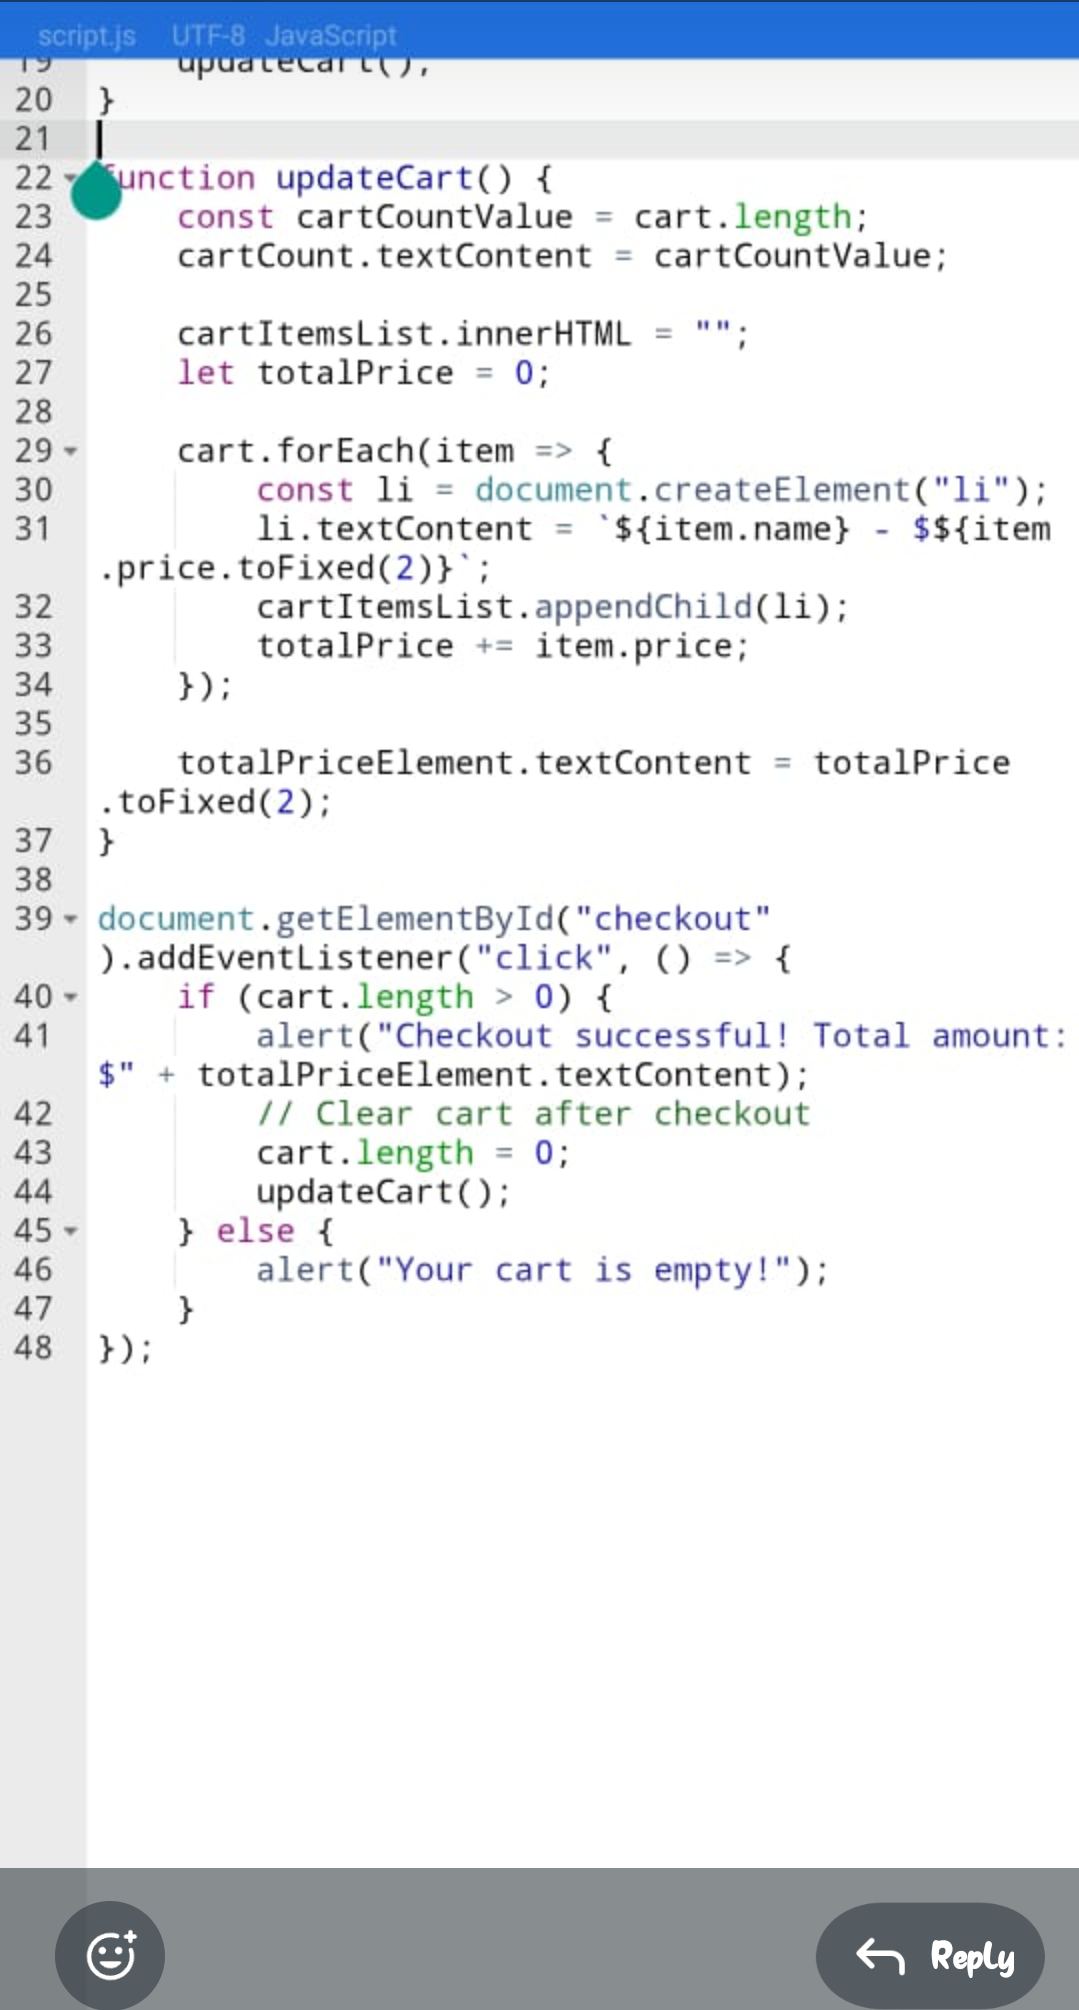 script.js UTF-8 JavaScript
19 updateCart();
20 }
21
22 function updateCart() {
23 const cartCountValue = cart.length;
24 cartCount.textContent = cartCountValue;
25
26 cartItemsList.innerHTML = "";
27 let totalPrice = 0;
28
29 cart.forEach(item => {
30 const li = document.createElement("li");
31 li.textContent = `${item.name} - $${item
.price.toFixed(2)}`;
32 cartItemsList.appendChild(li);
33 totalPrice += item.price;
34 });
35
36 totalPriceElement.textContent = totalPrice
.toFixed(2);
37 }
38
39 document.getElementById("checkout"
).addEventListener("click", () => {
40 if (cart.length > 0) {
41 alert("Checkout successful! Total amount:
$" + totalPriceElement.textContent);
42 // Clear cart after checkout
43 cart.length = 0;
44 updateCart();
45 } else {
46 alert("Your cart is empty!");
47 }
48 });
Reply